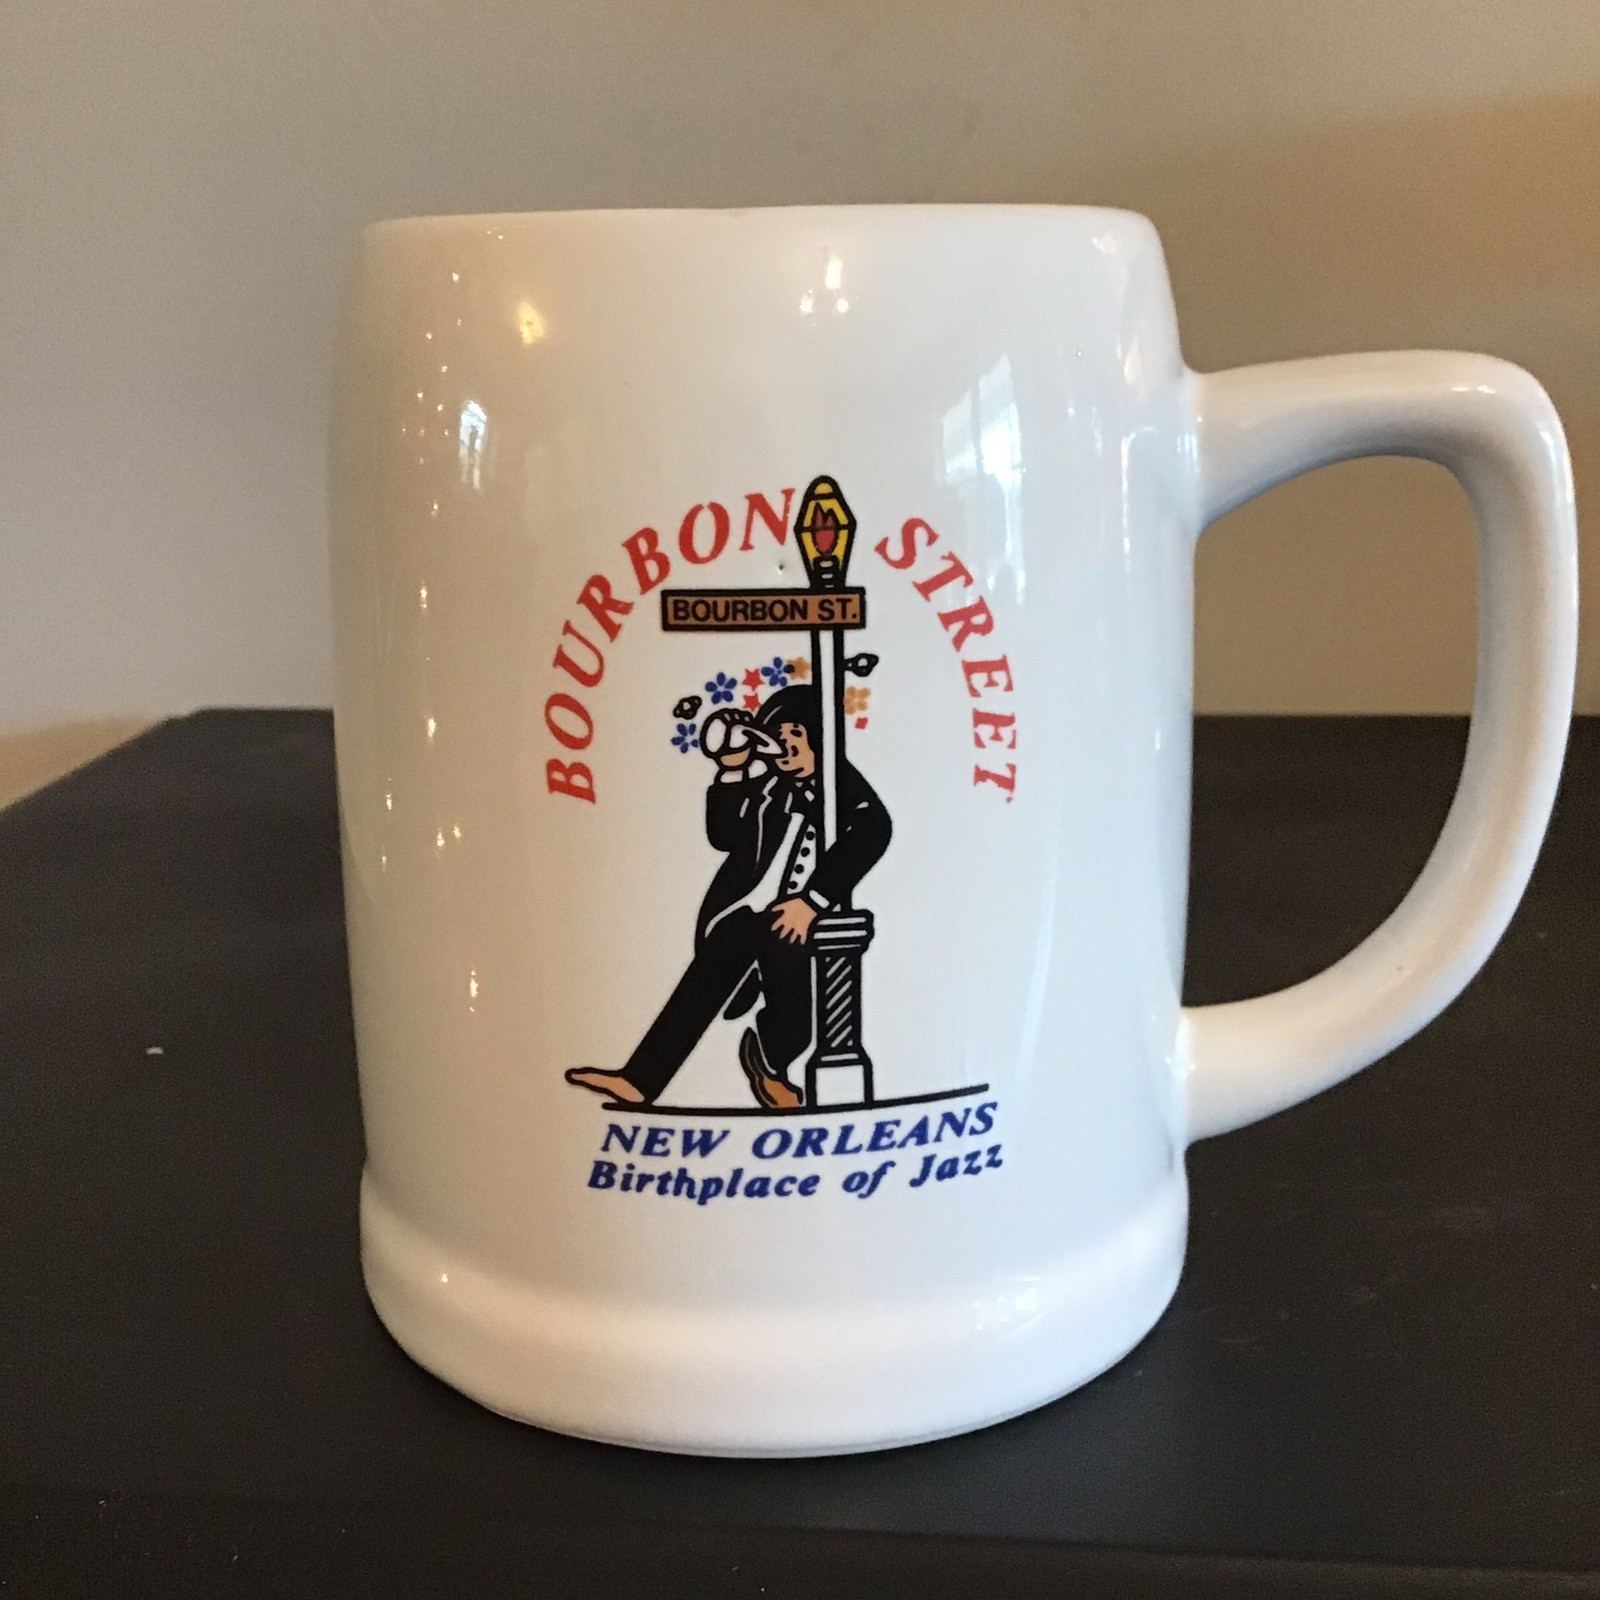 BOURBON STREET
BOURBON ST.
NEW ORLEANS
Birthplace of Jazz